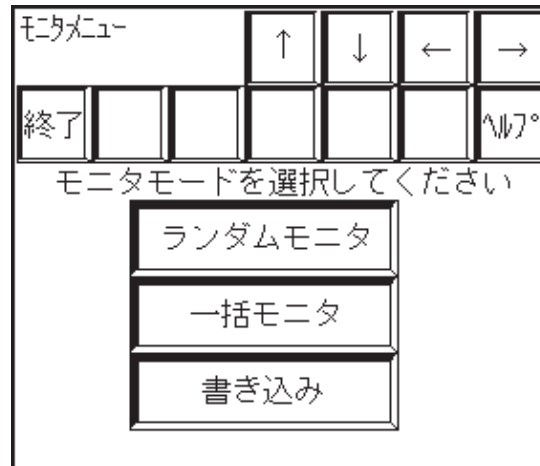 モニタメニュー
↑ ↓ ← →
終了 ヘルプ
モニタモードを選択してください
ランダムモニタ
一括モニタ
書き込み